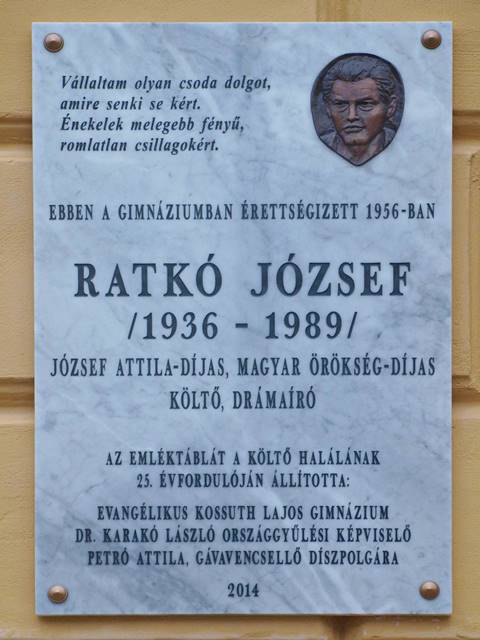 Vállaltam olyan csoda dolgot,
amire senki se kért.
Énekelek melegebb fényű,
romlatlan csillagokért.
EBBEN A GIMNÁZIUMBAN ÉRETTSÉGIZETT 1956-BAN
RATKÓ JÓZSEF
/1936 - 1989/
JÓZSEF ATTILA-DÍJAS, MAGYAR ÖRÖKSÉG-DÍJAS
KÖLTŐ, DRÁMAÍRÓ
AZ EMLÉKTÁBLÁT A KÖLTŐ HALÁLÁNAK
25. ÉVFORDULÓJÁN ÁLLÍTOTTA:
EVANGÉLIKUS KOSSUTH LAJOS GIMNÁZIUM
DR. KARAKÓ LÁSZLÓ ORSZÁGGYŰLÉSI KÉPVISELŐ
PETRÓ ATTILA, GÁVAVENCSELLŐ DÍSZPOLGÁRA
2014